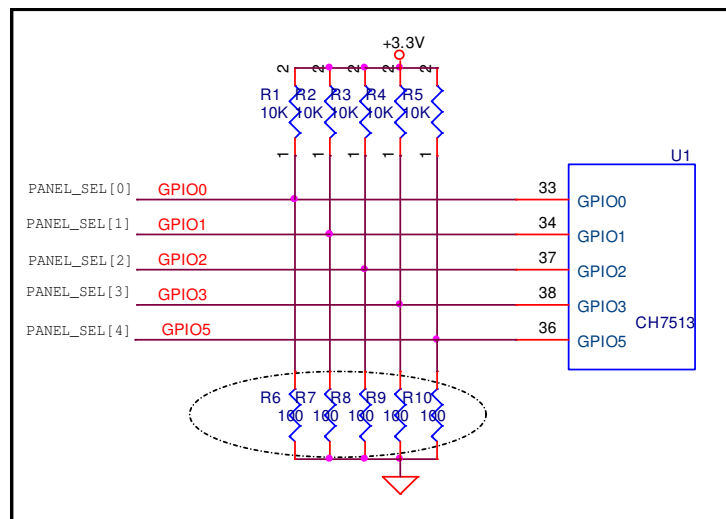 +3.3V
2 2 2 2 2
R1 R2 R3 R4 R5
10K 10K 10K 10K 10K
1 1 1 1 1
U1
PANEL_SEL[0] GPIO0 33 GPIO0
PANEL_SEL[1] GPIO1 34 GPIO1
PANEL_SEL[2] GPIO2 37 GPIO2
PANEL_SEL[3] GPIO3 38 GPIO3
CH7513
PANEL_SEL[4] GPIO5 36 GPIO5
R6 R7 R8 R9 R10
100 100 100 100 100